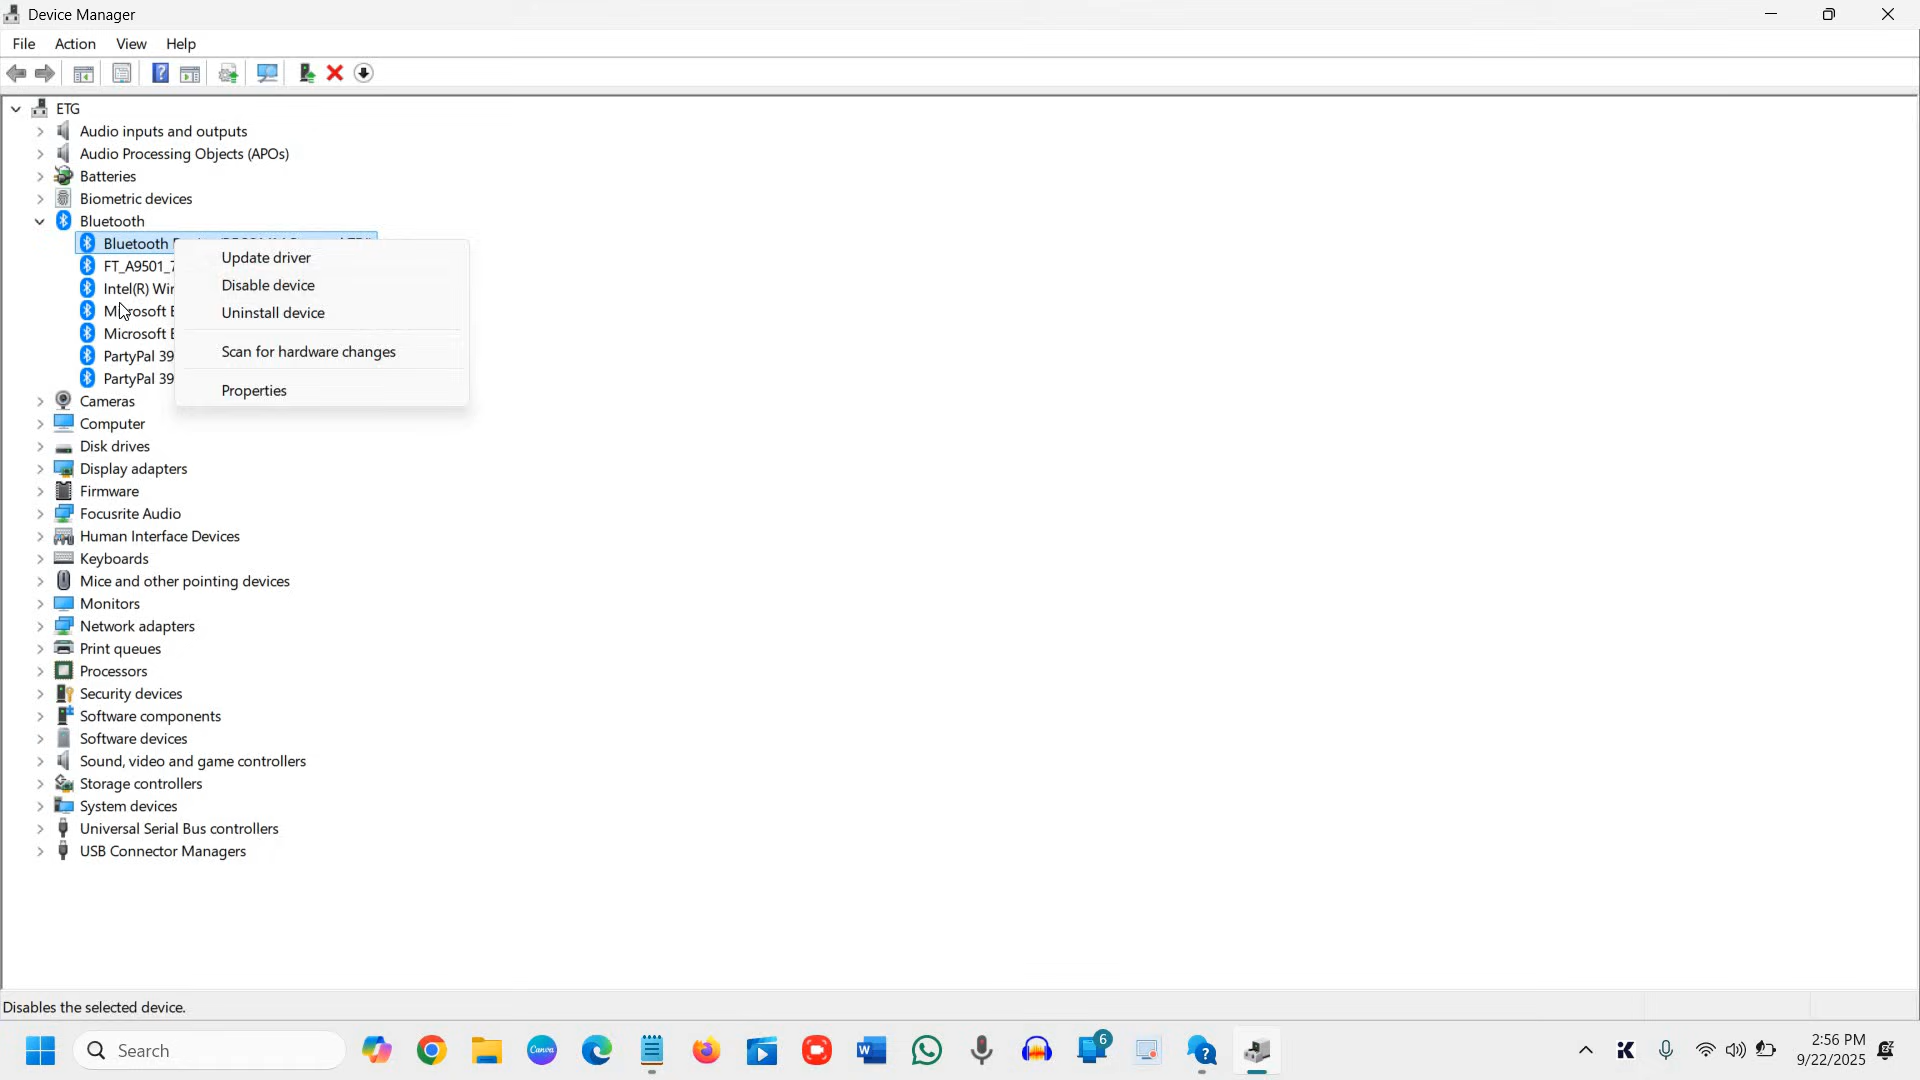 Device Manager
File Action View Help
ETG
Audio inputs and outputs
Audio Processing Objects (APOs)
Batteries
Biometric devices
Bluetooth
Bluetooth
FT_A9501_7
Intel(R) Wir
Microsoft
Microsoft
PartyPal 39
PartyPal 39
Update driver
Disable device
Uninstall device
Scan for hardware changes
Properties
Cameras
Computer
Disk drives
Display adapters
Firmware
Focusrite Audio
Human Interface Devices
Keyboards
Mice and other pointing devices
Monitors
Network adapters
Print queues
Processors
Security devices
Software components
Software devices
Sound, video and game controllers
Storage controllers
System devices
Universal Serial Bus controllers
USB Connector Managers
Disables the selected device.
Search
Canva
6
2:56 PM
9/22/2025